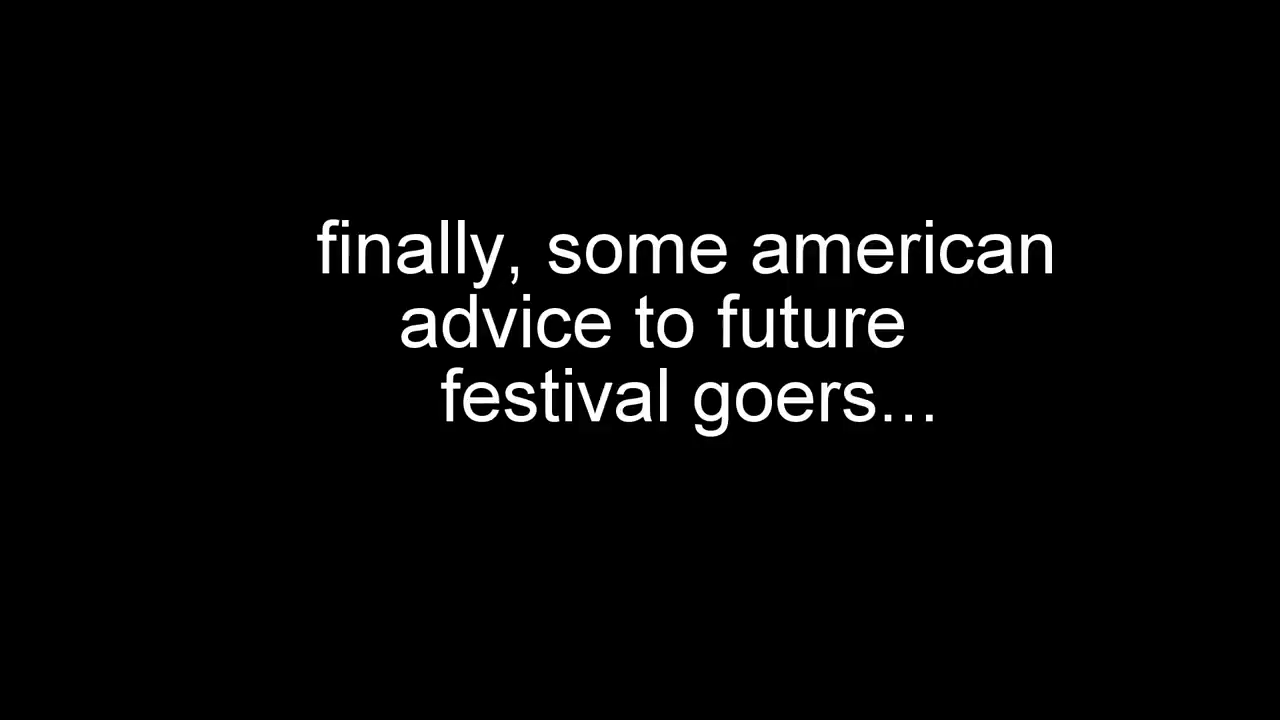 finally, some american
advice to future
festival goers...